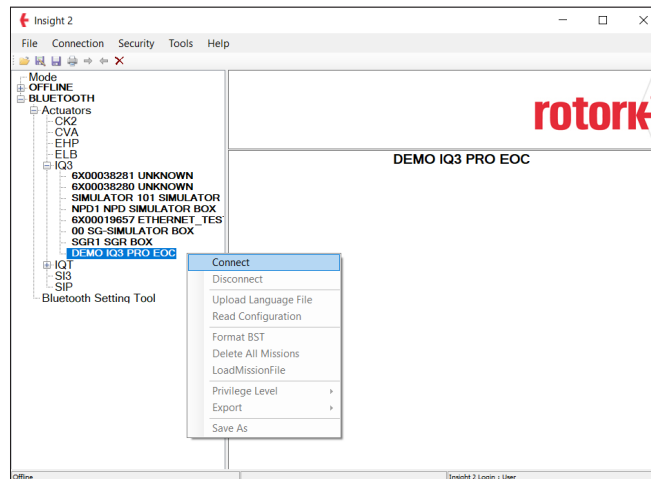 Insight 2
File Connection Security Tools Help
Mode
OFFLINE
BLUETOOTH
Actuators
CK2
CVA
EHP
ELB
IQ3
6X00038281 UNKNOWN
6X00038280 UNKNOWN
SIMULATOR 101 SIMULATOR
NPD1 NPD SIMULATOR BOX
6X00019657 ETHERNET_TES
00 SG-SIMULATOR BOX
SGR1 SGR BOX
DEMO IQ3 PRO EOC
IQT
SI3
SIP
Bluetooth Setting Tool
Connect
Disconnect
Upload Language File
Read Configuration
Format BST
Delete All Missions
LoadMissionFile
Privilege Level
Export
Save As
rotork
DEMO IQ3 PRO EOC
Offline
Insight 2 Login : User